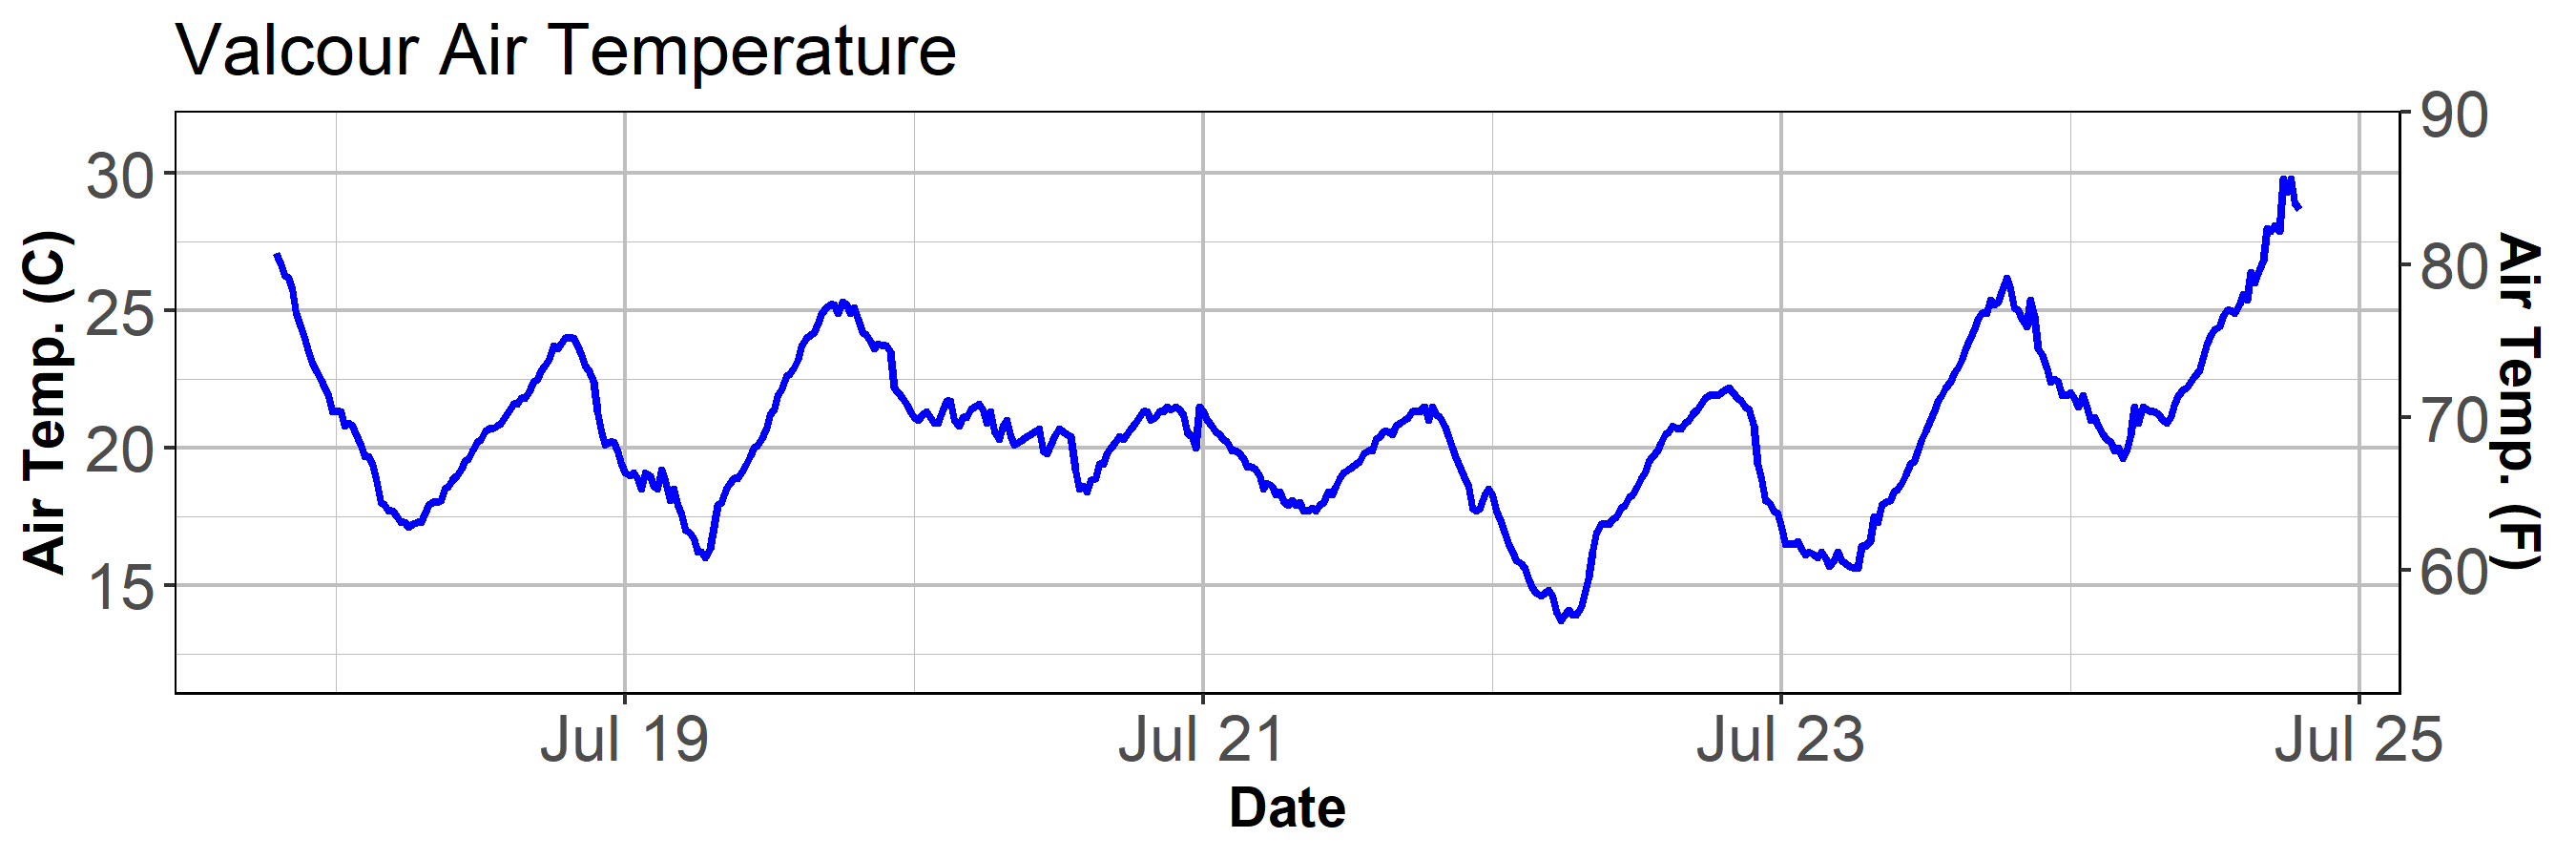 Valcour Air Temperature
Air Temp. (C)
30
25
20
15
90
80
70
60
Air Temp. (F)
Jul 19 Jul 21 Jul 23 Jul 25
Date